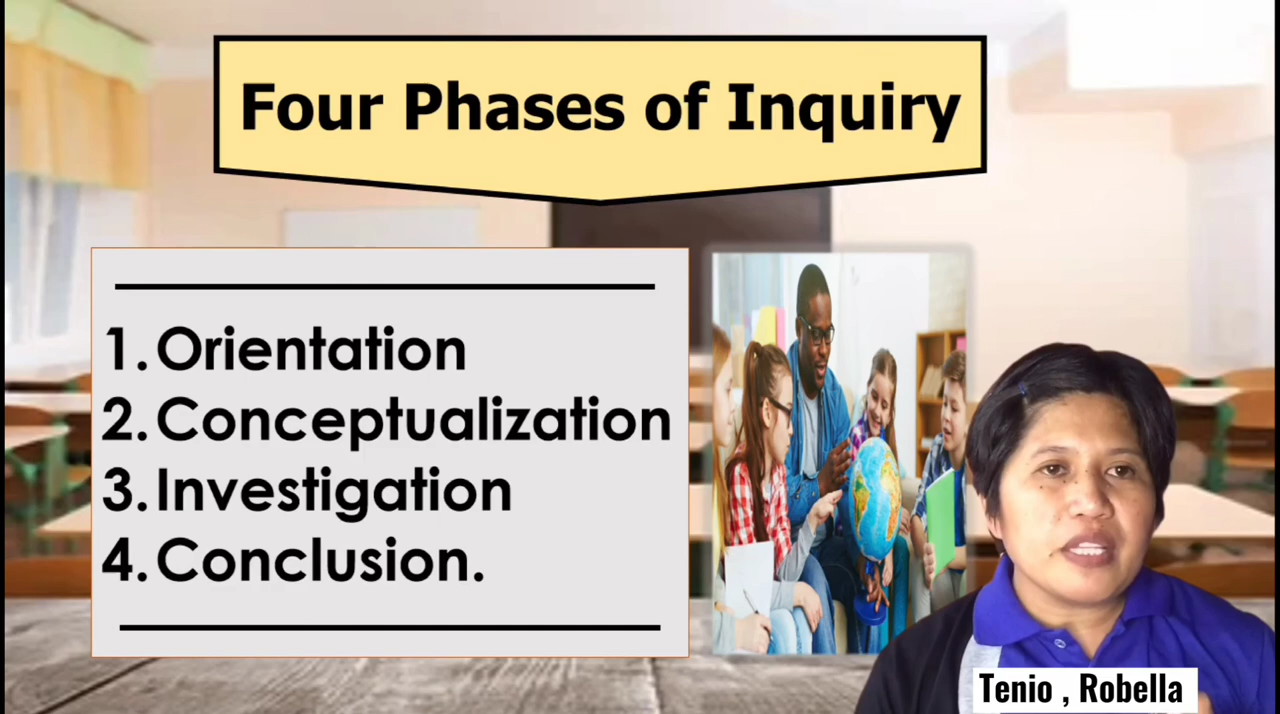 Four Phases of Inquiry
1. Orientation
2. Conceptualization
3. Investigation
4. Conclusion.
Tenio , Robella